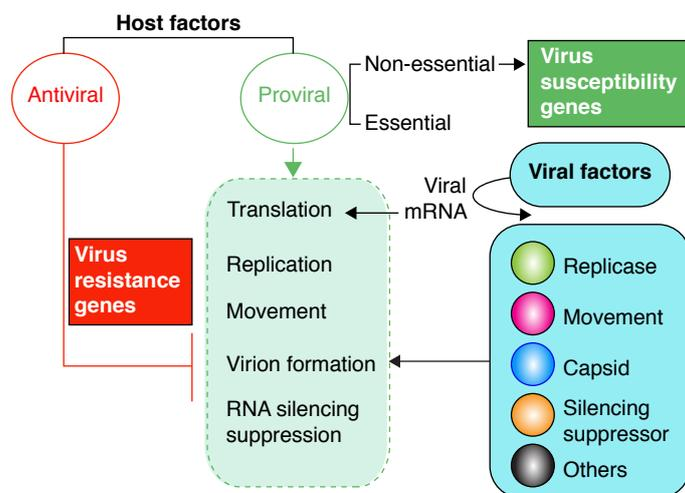 Host factors
Antiviral
Proviral
Non-essential
Essential
Virus
susceptibility
genes
Viral factors
Viral
mRNA
Translation
Replication
Movement
Virion formation
RNA silencing
suppression
Virus
resistance
genes
Replicase
Movement
Capsid
Silencing
suppressor
Others